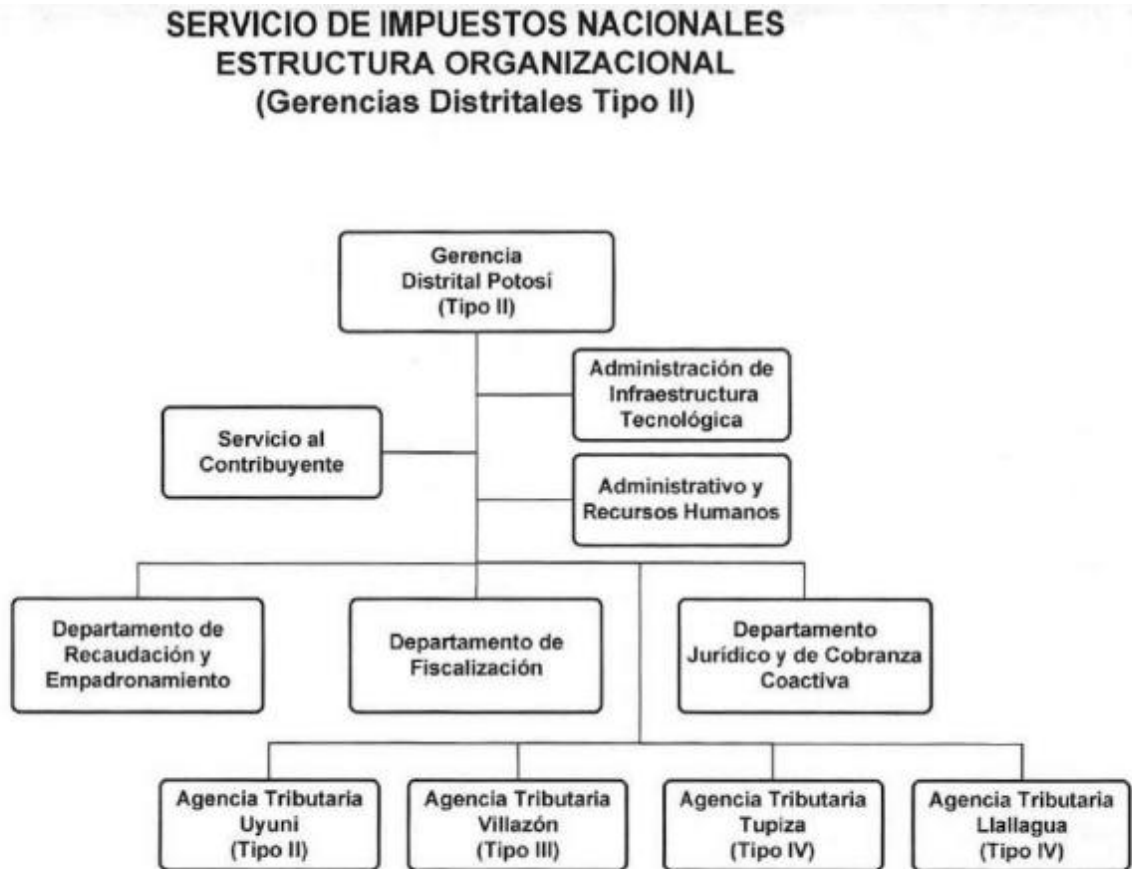 SERVICIO DE IMPUESTOS NACIONALES
ESTRUCTURA ORGANIZACIONAL
(Gerencias Distritales Tipo II)
Gerencia
Distrital Potosí
(Tipo II)
Administración de
Infraestructura
Tecnológica
Servicio al
Contribuyente
Administrativo y
Recursos Humanos
Departamento de
Recaudación y
Empadronamiento
Departamento de
Fiscalización
Departamento
Jurídico y de Cobranza
Coactiva
Agencia Tributaria
Uyuni
(Tipo II)
Agencia Tributaria
Villazón
(Tipo III)
Agencia Tributaria
Tupiza
(Tipo IV)
Agencia Tributaria
Llallagua
(Tipo IV)